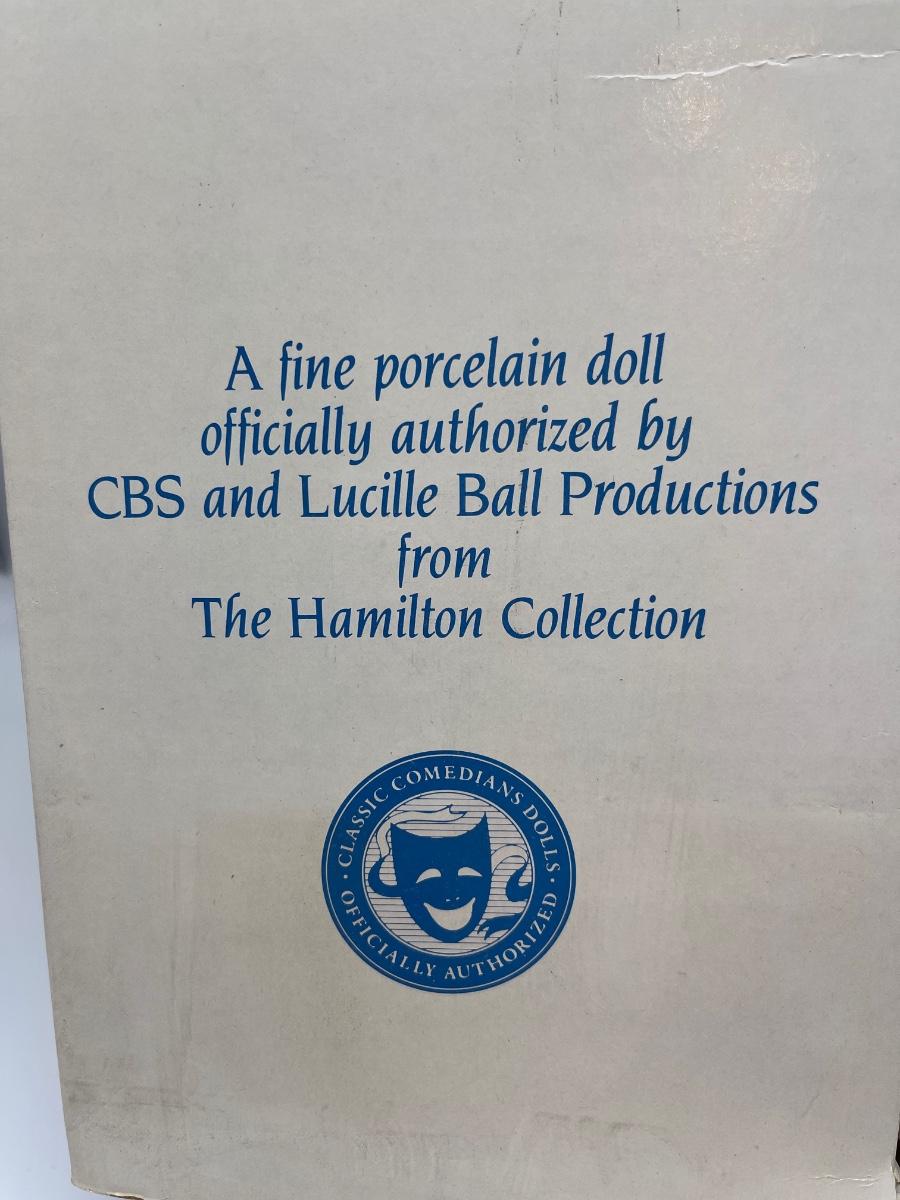 A fine porcelain doll
officially authorized by
CBS and Lucille Ball Productions
from
The Hamilton Collection
· CLASSIC COMEDIANS DOLLS ·
OFFICIALLY AUTHORIZED